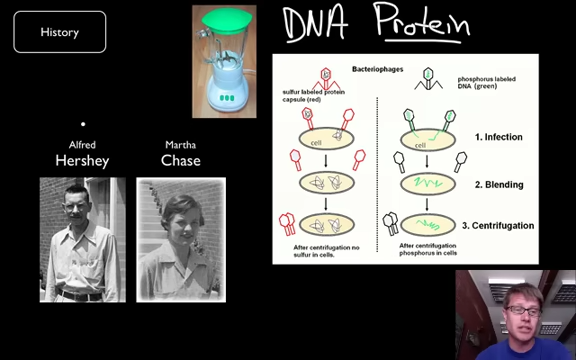 History
DNA Protein
Alfred
Hershey
Martha
Chase
Bacteriophages
sulfur labeled protein
capsule (red)
phosphorus labeled
DNA (green)
cell
cell
1. Infection
2. Blending
3. Centrifugation
After centrifugation no
sulfur in cells.
After centrifugation
phosphorus in cells